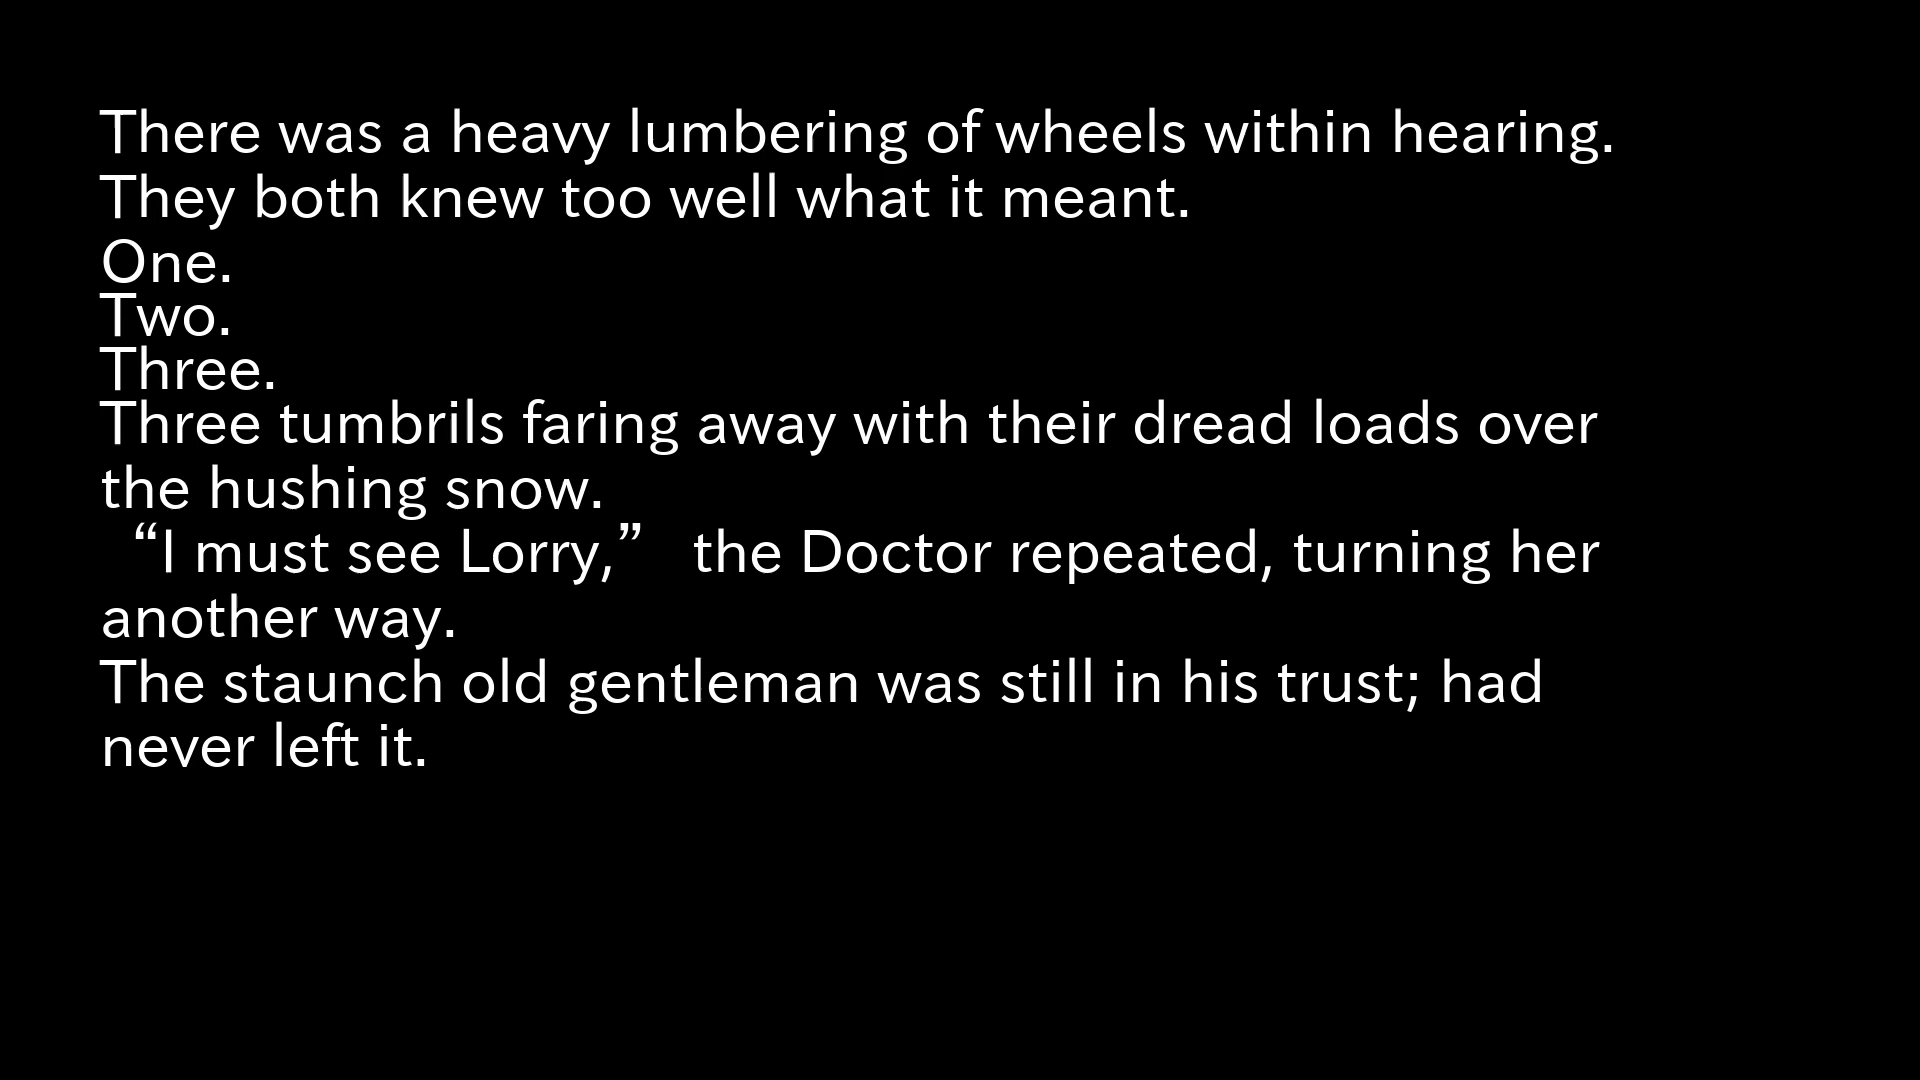 There was a heavy lumbering of wheels within hearing.
They both knew too well what it meant.
One.
Two.
Three.
Three tumbrils faring away with their dread loads over
the hushing snow.
“I must see Lorry,” the Doctor repeated, turning her
another way.
The staunch old gentleman was still in his trust; had
never left it.